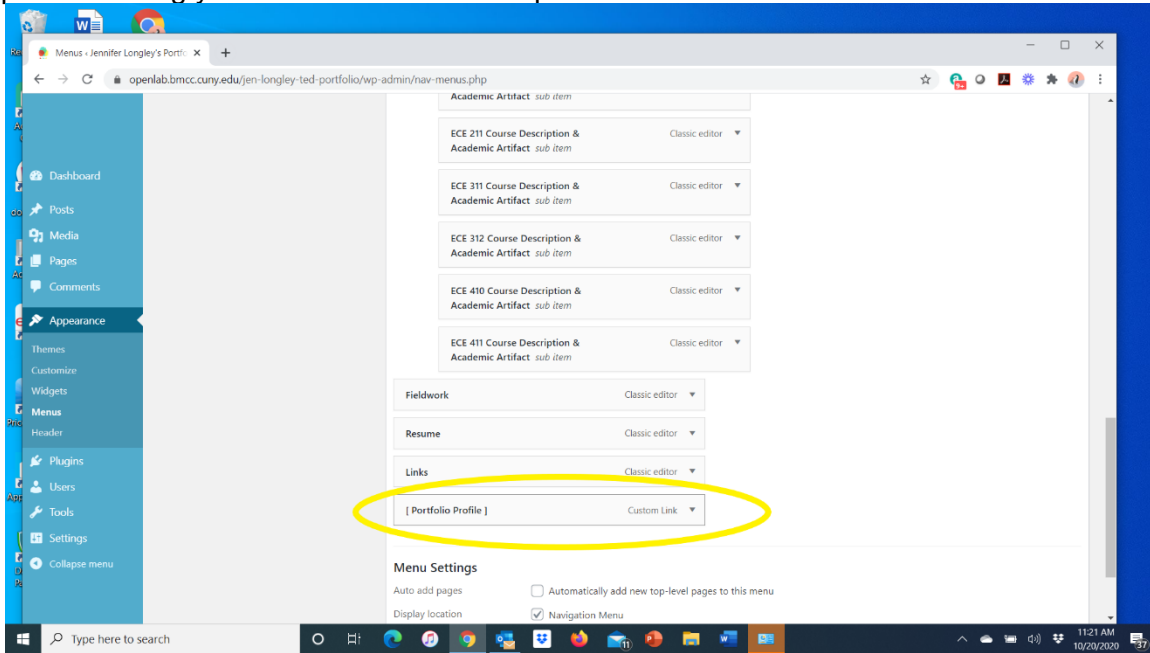 Menus ‹ Jennifer Longley's Portfo
openlab.bmcc.cuny.edu/jen-longley-ted-portfolio/wp-admin/nav-menus.php
Academic Artifact sub item
ECE 211 Course Description & Classic editor
Academic Artifact sub item
Dashboard
ECE 311 Course Description & Classic editor
Academic Artifact sub item
Posts
Media
ECE 312 Course Description & Classic editor
Academic Artifact sub item
Pages
Comments
ECE 410 Course Description & Classic editor
Academic Artifact sub item
Appearance
Themes
ECE 411 Course Description & Classic editor
Academic Artifact sub item
Customize
Widgets
Fieldwork Classic editor
Menus
Header
Resume Classic editor
Plugins
Links Classic editor
Users
Tools
[ Portfolio Profile ] Custom Link
Settings
Collapse menu
Menu Settings
Auto add pages Automatically add new top-level pages to this menu
Display location Navigation Menu
Type here to search
11:21 AM
10/20/2020
37